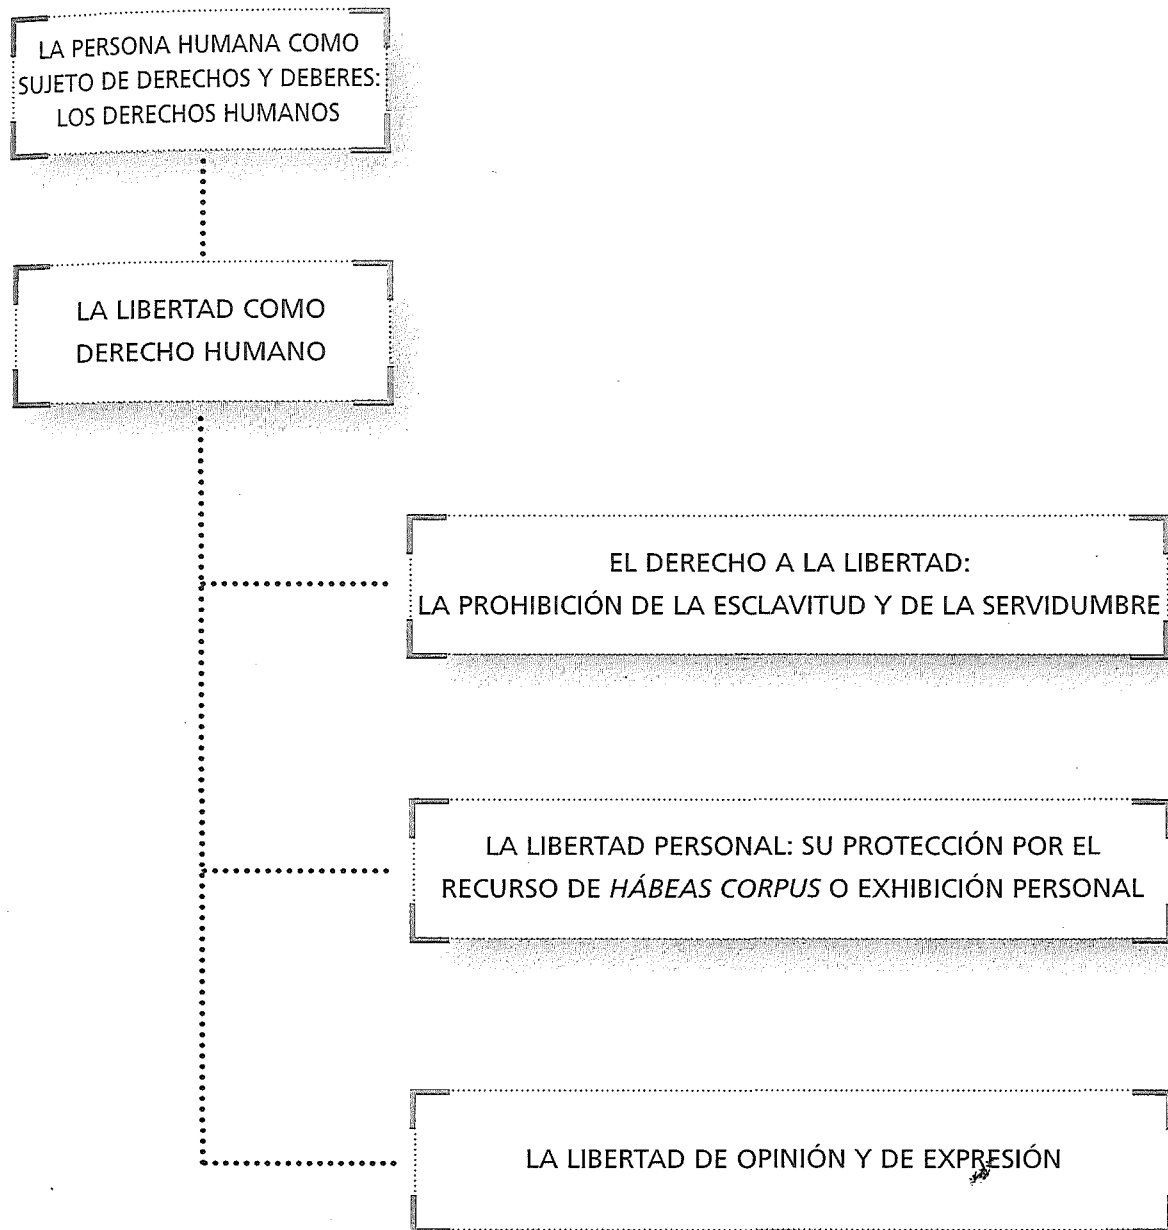 LA PERSONA HUMANA COMO
SUJETO DE DERECHOS Y DEBERES:
LOS DERECHOS HUMANOS
LA LIBERTAD COMO
DERECHO HUMANO
EL DERECHO A LA LIBERTAD:
LA PROHIBICIÓN DE LA ESCLAVITUD Y DE LA SERVIDUMBRE
LA LIBERTAD PERSONAL: SU PROTECCIÓN POR EL
RECURSO DE HÁBEAS CORPUS O EXHIBICIÓN PERSONAL
LA LIBERTAD DE OPINIÓN Y DE EXPRESIÓN